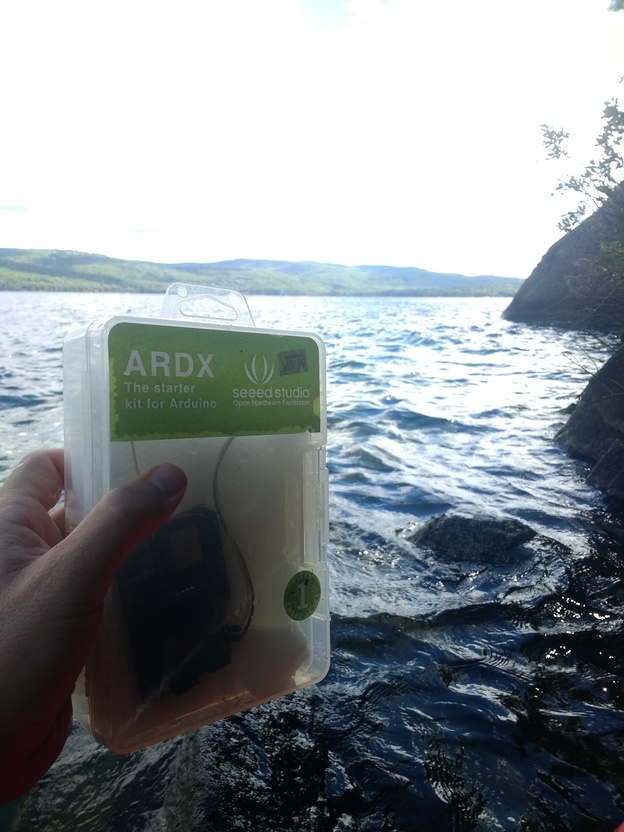 ARDX
The starter
kit for Arduino
seeed studio
Open Hardware Facilitator
1